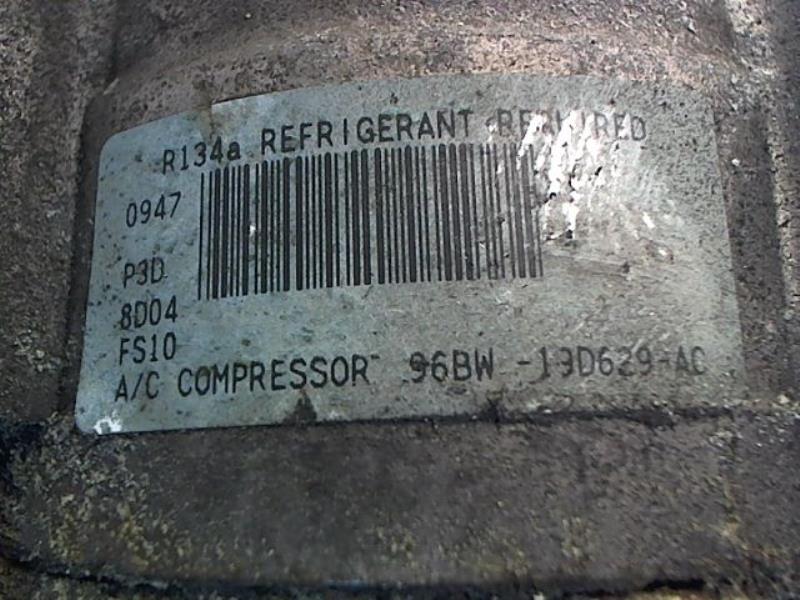 R134a REFRIGERANT REQUIRED
0947
P3D
8D04
FS10
A/C COMPRESSOR 96BW -19D629-AC